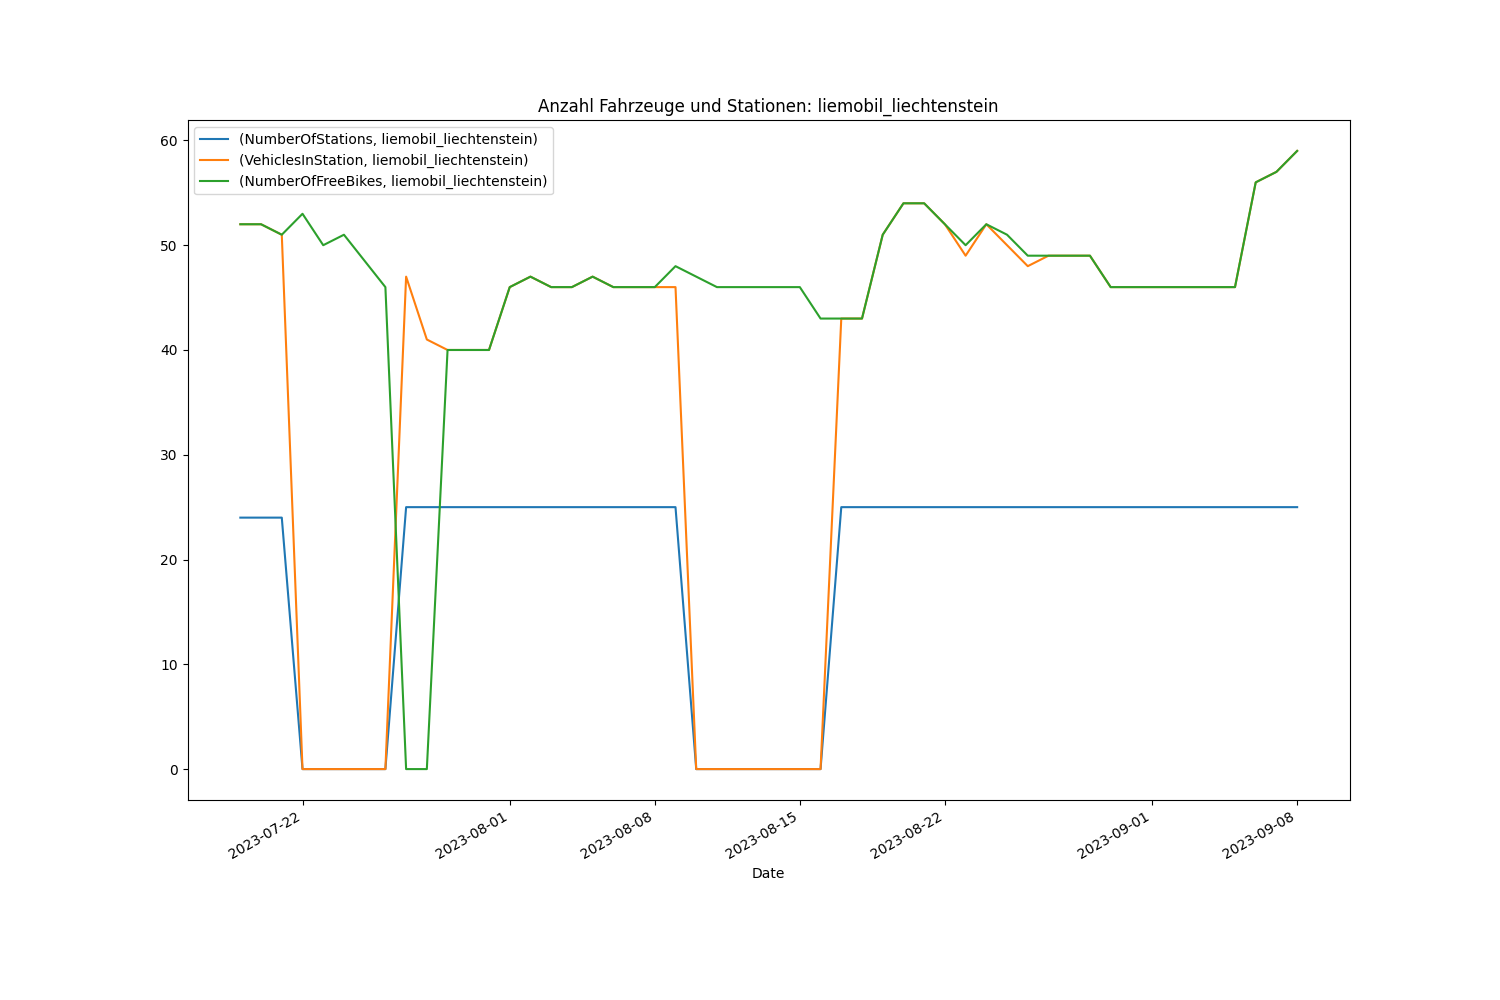 Anzahl Fahrzeuge und Stationen: liemobil_liechtenstein
(NumberOfStations, liemobil_liechtenstein)
(VehiclesInStation, liemobil_liechtenstein)
(NumberOfFreeBikes, liemobil_liechtenstein)
60
50
40
30
20
10
0
2023-07-22
2023-08-01
2023-08-08
2023-08-15
2023-08-22
2023-09-01
2023-09-08
Date